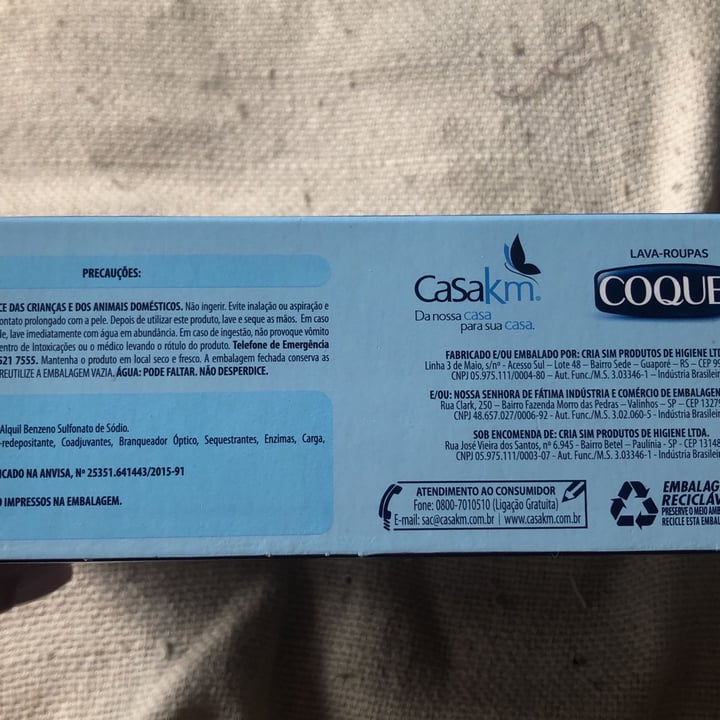 PRECAUÇÕES:
DAS CRIANÇAS E DOS ANIMAIS DOMÉSTICOS. Não ingerir. Evite inalação ou aspiração e
prolongado com a pele. Depois de utilizar este produto, lave e seque as mãos. Em caso
lave imediatamente com água em abundância. Em caso de ingestão, não provoque vômito
de Intoxicações ou o médico levando o rótulo do produto. Telefone de Emergência
521 7555. Mantenha o produto em local seco e fresco. A embalagem fechada conserva as
REUTILIZE A EMBALAGEM VAZIA. ÁGUA: PODE FALTAR. NÃO DESPERDICE.
Alquil Benzeno Sulfonato de Sódio.
-redepositante, Coadjuvantes, Branqueador Óptico, Sequestrantes, Enzimas, Carga,
NA ANVISA, Nº 25351.641443/2015-91
IMPRESSOS NA EMBALAGEM.
CasaKM.
Da nossa casa
para sua casa.
LAVA-ROUPAS
COQUE
FABRICADO E/OU EMBALADO POR: CRIA SIM PRODUTOS DE HIGIENE LTD
Linha 3 de Maio, s/nº - Acesso Sul – Lote 48 – Bairro Sede – Guaporé – RS – CEP 99
CNPJ 05.975.111/0004-80 – Aut. Func./M.S. 3.03346-1 – Indústria Brasilei
E/OU: NOSSA SENHORA DE FÁTIMA INDÚSTRIA E COMÉRCIO DE EMBALAG
Rua Clark, 250 – Bairro Fazenda Morro das Pedras – Valinhos – SP – CEP 1327
CNPJ 48.657.027/0006-92 - Aut. Func./M.S. 3.02.060-5 - Indústria Brasilei
SOB ENCOMENDA DE: CRIA SIM PRODUTOS DE HIGIENE LTDA.
Rua José Vieira dos Santos, nº 6.945 - Bairro Betel – Paulínia - SP - CEP 13148
CNPJ 05.975.111/0003-07 – Aut. Func./M.S. 3.03346-1 - Indústria Brasilei
ATENDIMENTO AO CONSUMIDOR
Fone: 0800-7010510 (Ligação Gratuita)
E-mail: sac@casakm.com.br | www.casakm.com.br
EMBALAG
RECICLÁV
PRESERVE O MEIO AMB
RECICLE ESTA EMBAL